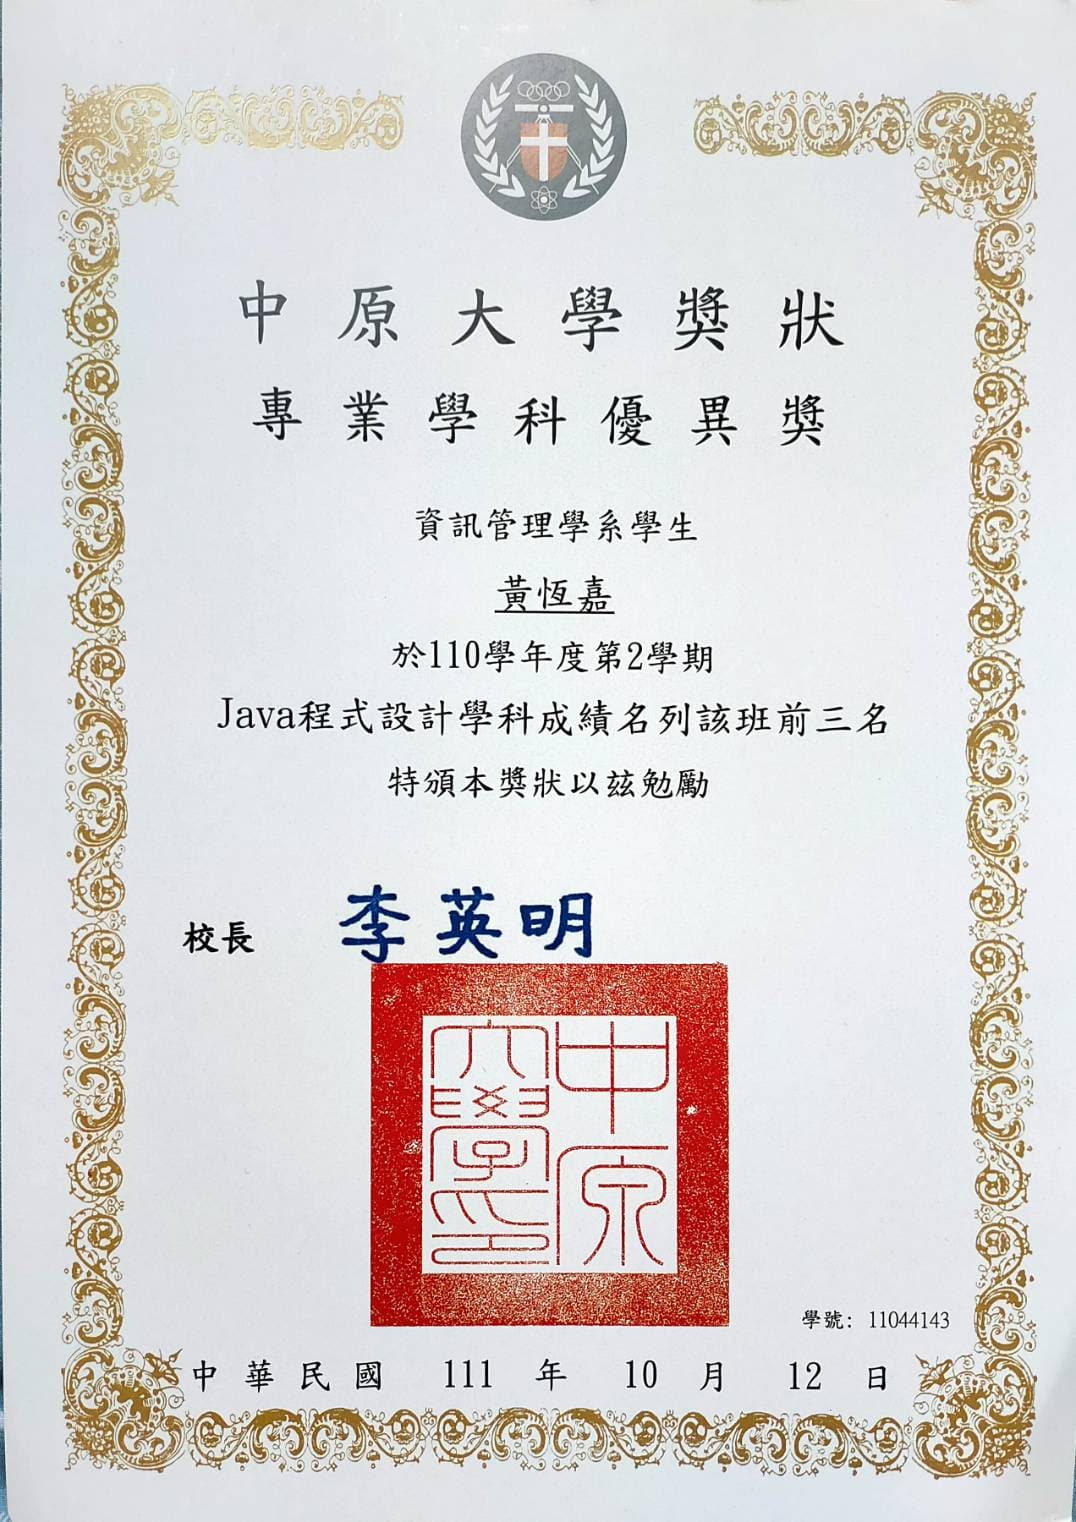 中原大學獎狀
專業學科優異獎
資訊管理學系學生
黃恆嘉
於110學年度第2學期
Java程式設計學科成績名列該班前三名
特頒本獎狀以茲勉勵
校長 李英明
中原大學印
學號: 11044143
中華民國 111 年 10 月 12 日